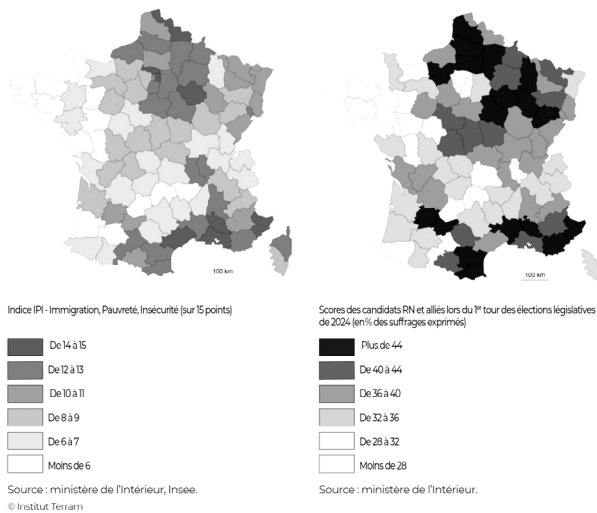 100 km
100 km
Indice IPI - Immigration, Pauvreté, Insécurité (sur 15 points)
De 14 à 15
De 12 à 13
De 10 à 11
De 8 à 9
De 6 à 7
Moins de 6
Source : ministère de l'Intérieur, Insee.
© Institut Terram
Scores des candidats RN et alliés lors du 1er tour des élections législatives
de 2024 (en % des suffrages exprimés)
Plus de 44
De 40 à 44
De 36 à 40
De 32 à 36
De 28 à 32
Moins de 28
Source : ministère de l'Intérieur.